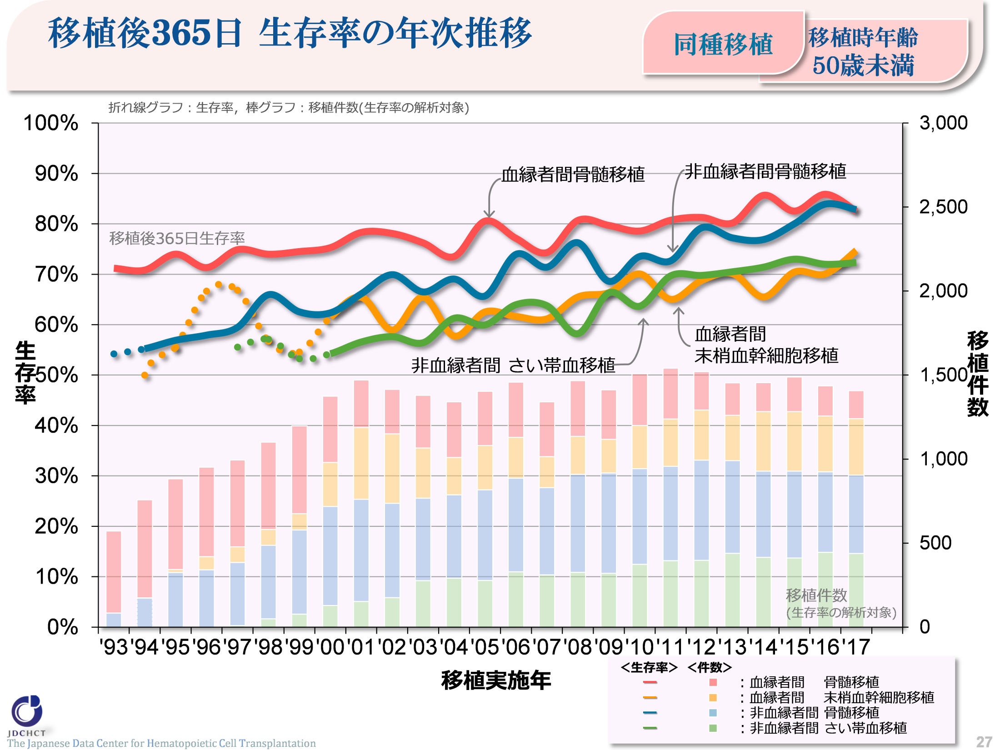 移植後365日 生存率の年次推移
同種移植
移植時年齢
50歳未満
折れ線グラフ：生存率，棒グラフ：移植件数(生存率の解析対象)
100%
90%
80%
70%
60%
50%
40%
30%
20%
10%
0%
生存率
3,000
2,500
2,000
1,500
1,000
500
0
移植件数
移植後365日生存率
血縁者間骨髄移植
非血縁者間骨髄移植
血縁者間
末梢血幹細胞移植
非血縁者間 さい帯血移植
移植件数
(生存率の解析対象)
'93 '94 '95 '96 '97 '98 '99 '00 '01 '02 '03 '04 '05 '06 '07 '08 '09 '10 '11 '12 '13 '14 '15 '16 '17
移植実施年
＜生存率＞ ＜件数＞
：血縁者間 骨髄移植
：血縁者間 末梢血幹細胞移植
：非血縁者間 骨髄移植
：非血縁者間 さい帯血移植
JDCHCT
The Japanese Data Center for Hematopoietic Cell Transplantation
27